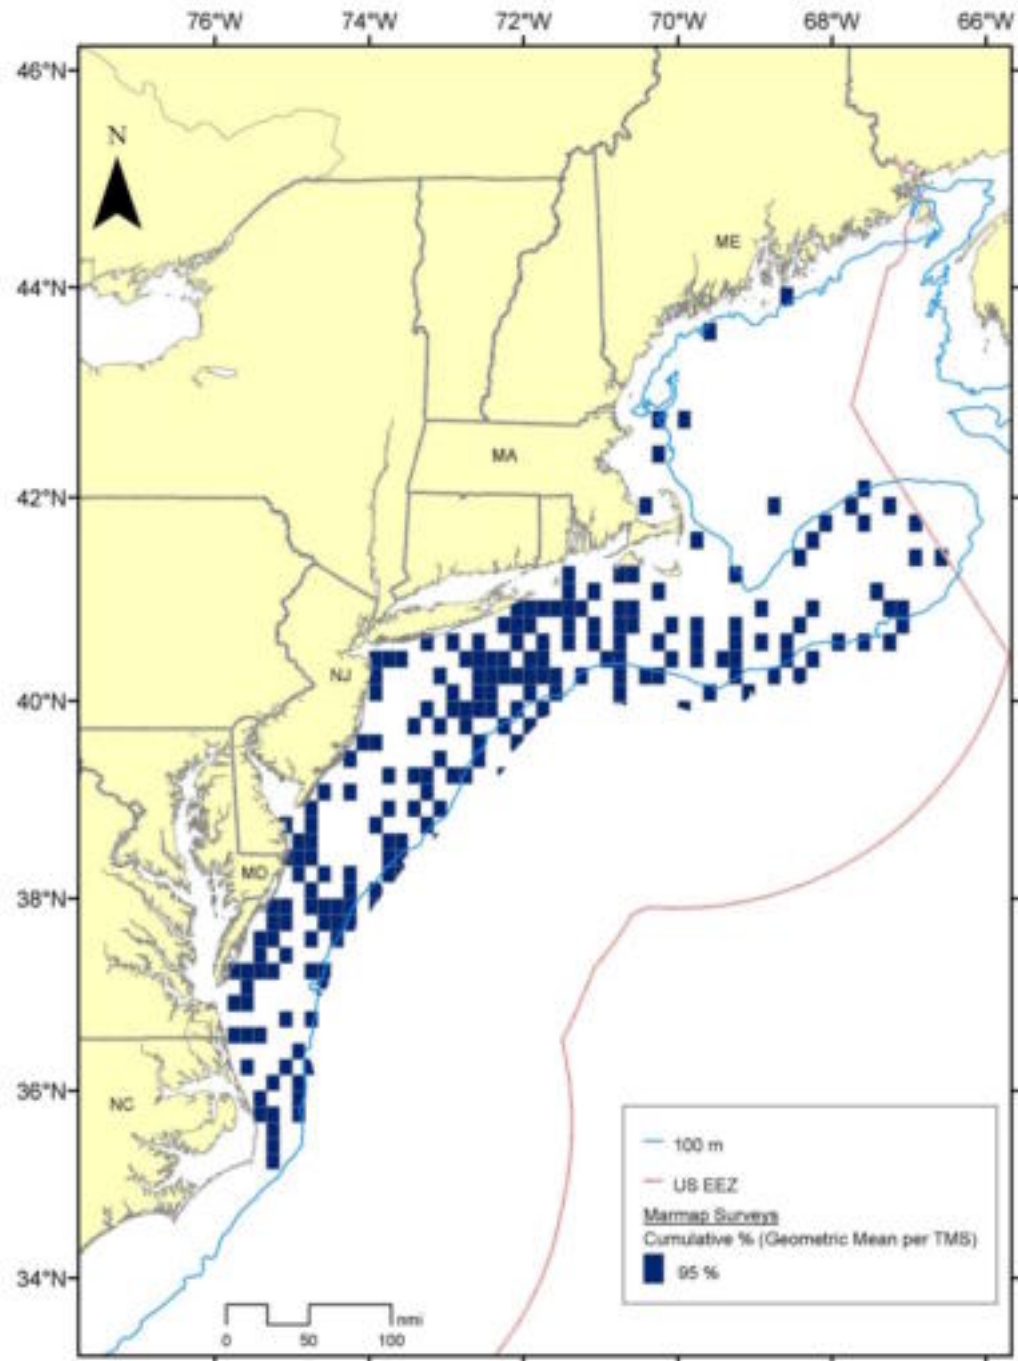 76°W 74°W 72°W 70°W 68°W 66°W
46°N
N
ME
44°N
MA
42°N
NJ
40°N
MD
38°N
36°N
NC
100 m
US EEZ
Marmap Surveys
Cumulative % (Geometric Mean per TMS)
95 %
34°N
nmi
0 50 100